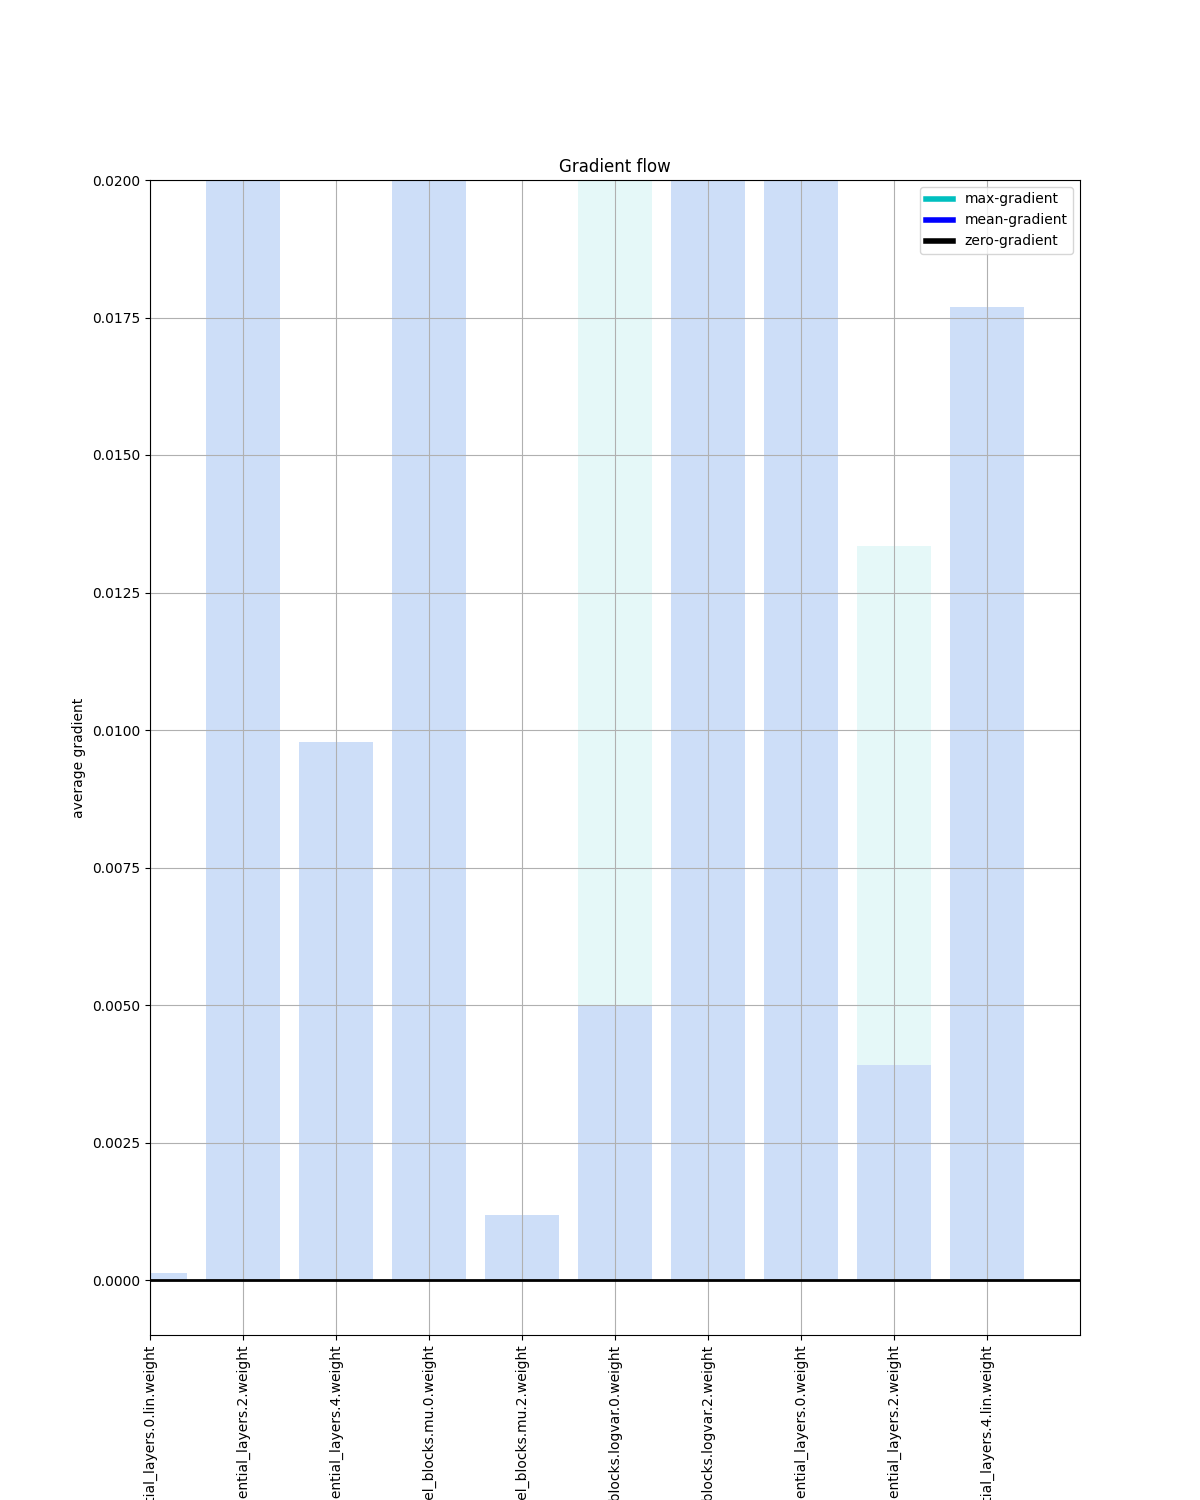 Gradient flow
max-gradient
mean-gradient
zero-gradient
0.0200
0.0175
0.0150
0.0125
0.0100
0.0075
0.0050
0.0025
0.0000
average gradient
tial_layers.0.lin.weight
ential_layers.2.weight
ential_layers.4.weight
el_blocks.mu.0.weight
el_blocks.mu.2.weight
blocks.logvar.0.weight
blocks.logvar.2.weight
ential_layers.0.weight
ential_layers.2.weight
tial_layers.4.lin.weight